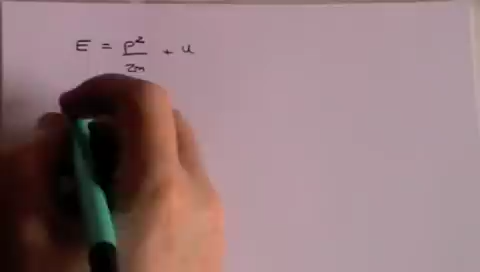 E = p²/2m + u